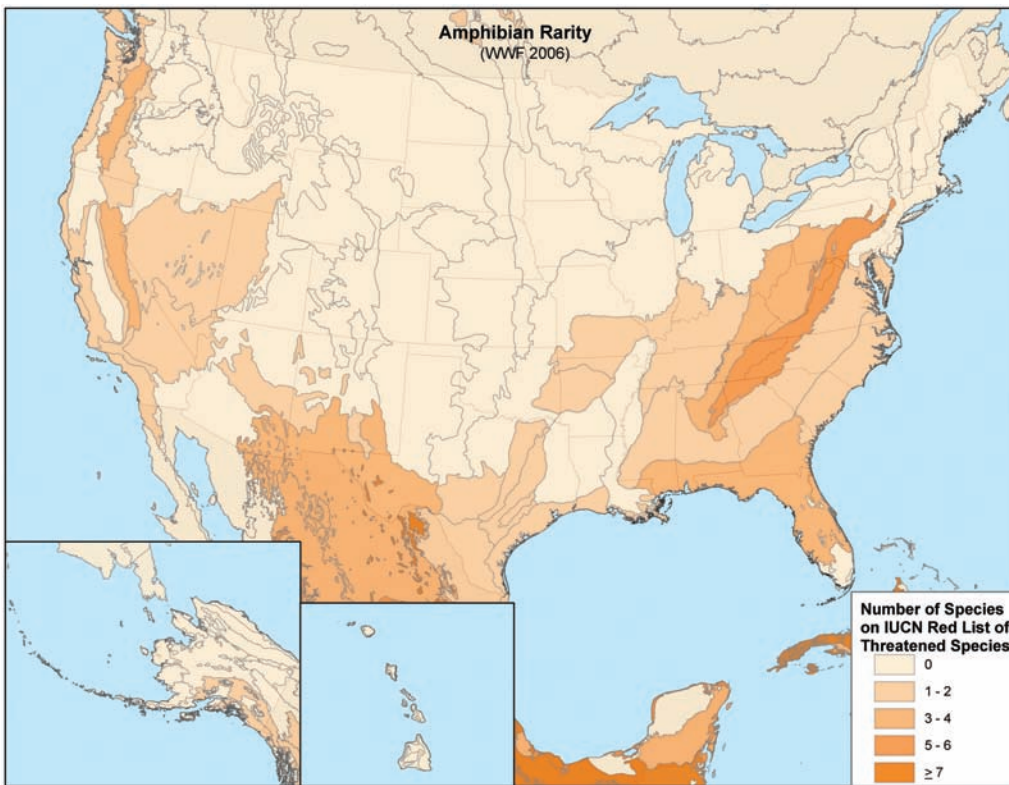 Amphibian Rarity
(WWF 2006)
Number of Species
on IUCN Red List of
Threatened Species
0
1 - 2
3 - 4
5 - 6
≥ 7